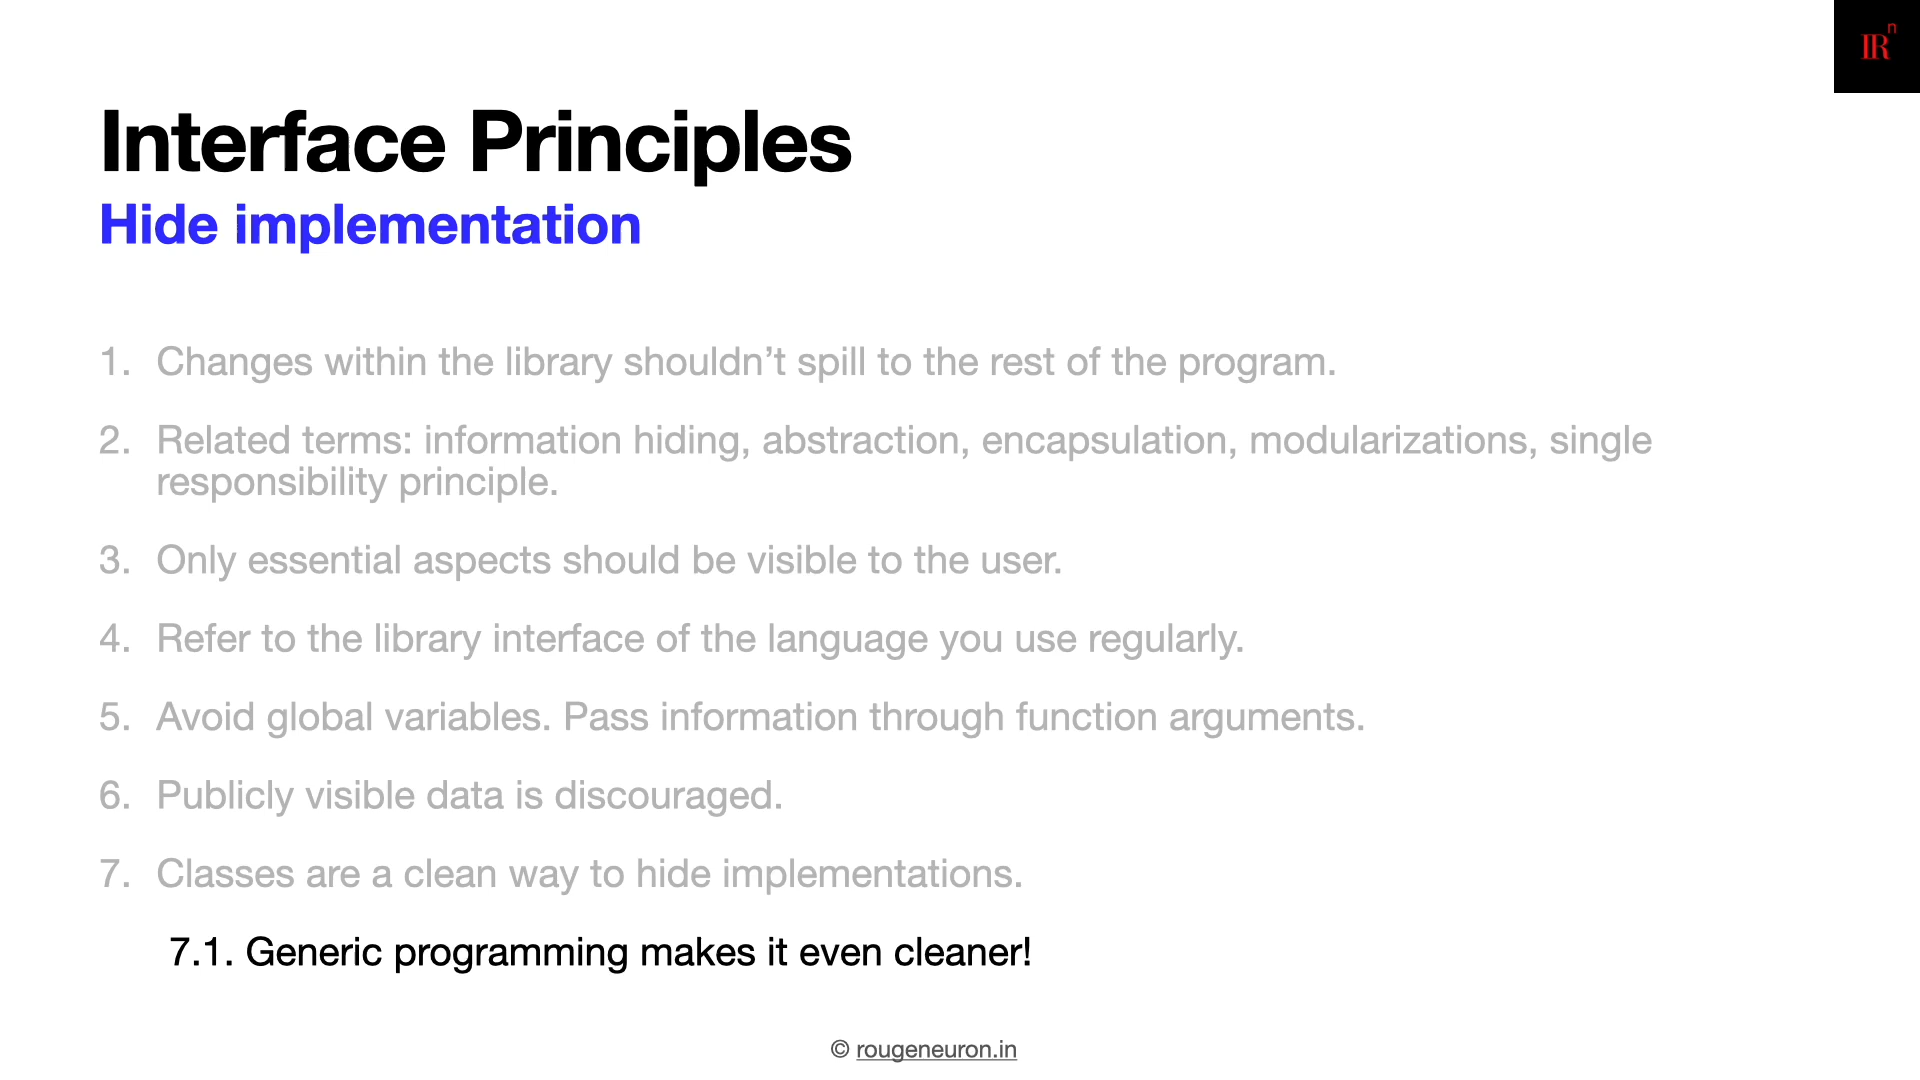 IR n
Interface Principles
Hide implementation
1. Changes within the library shouldn’t spill to the rest of the program.
2. Related terms: information hiding, abstraction, encapsulation, modularizations, single
responsibility principle.
3. Only essential aspects should be visible to the user.
4. Refer to the library interface of the language you use regularly.
5. Avoid global variables. Pass information through function arguments.
6. Publicly visible data is discouraged.
7. Classes are a clean way to hide implementations.
7.1. Generic programming makes it even cleaner!
© rougeneuron.in